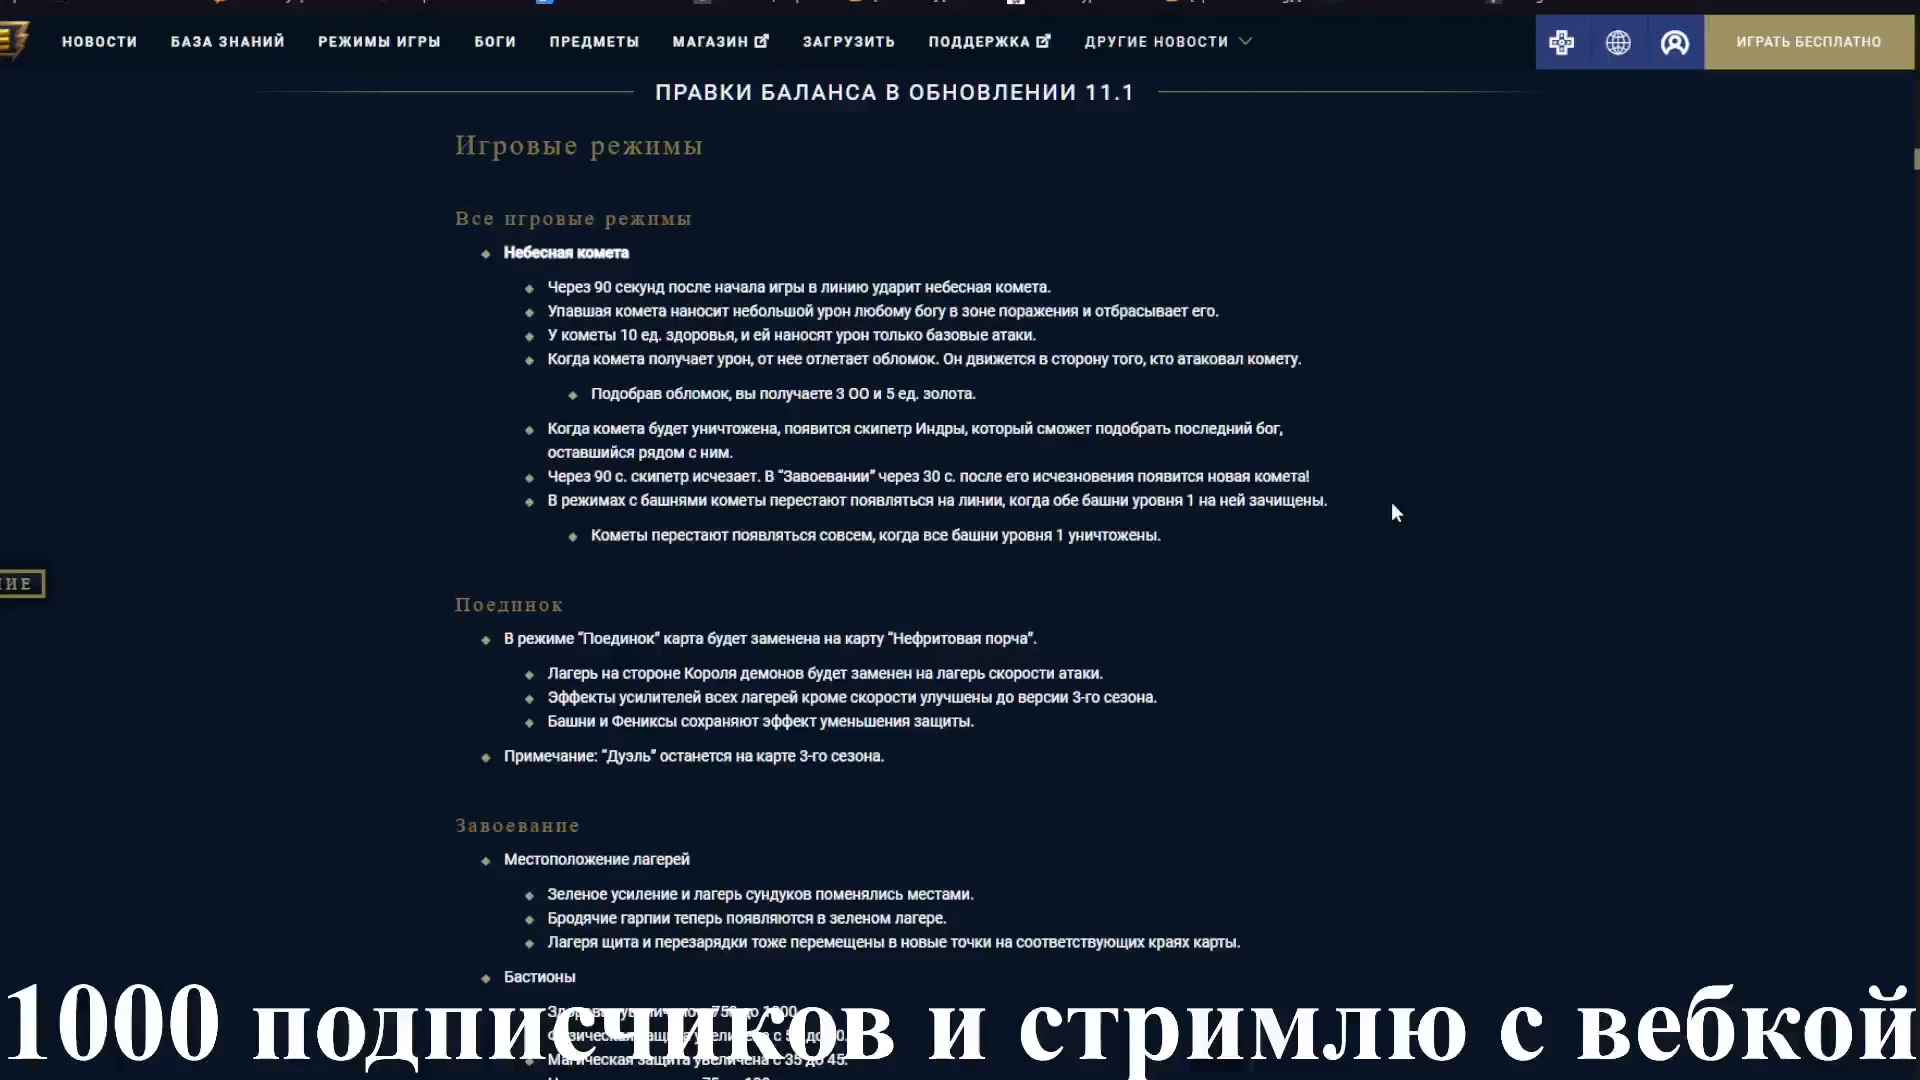 НОВОСТИ БАЗА ЗНАНИЙ РЕЖИМЫ ИГРЫ БОГИ ПРЕДМЕТЫ МАГАЗИН ЗАГРУЗИТЬ ПОДДЕРЖКА ДРУГИЕ НОВОСТИ ИГРАТЬ БЕСПЛАТНО
ПРАВКИ БАЛАНСА В ОБНОВЛЕНИИ 11.1
Игровые режимы
Все игровые режимы
Небесная комета
Через 90 секунд после начала игры в линию ударит небесная комета.
Упавшая комета наносит небольшой урон любому богу в зоне поражения и отбрасывает его.
У кометы 10 ед. здоровья, и ей наносят урон только базовые атаки.
Когда комета получает урон, от нее отлетает обломок. Он движется в сторону того, кто атаковал комету.
Подобрав обломок, вы получаете 3 ОО и 5 ед. золота.
Когда комета будет уничтожена, появится скипетр Индры, который сможет подобрать последний бог,
оставшийся рядом с ним.
Через 90 с. скипетр исчезает. В “Завоевании” через 30 с. после его исчезновения появится новая комета!
В режимах с башнями кометы перестают появляться на линии, когда обе башни уровня 1 на ней зачищены.
Кометы перестают появляться совсем, когда все башни уровня 1 уничтожены.
НИЕ
Поединок
В режиме “Поединок” карта будет заменена на карту “Нефритовая порча”.
Лагерь на стороне Короля демонов будет заменен на лагерь скорости атаки.
Эффекты усилителей всех лагерей кроме скорости улучшены до версии 3-го сезона.
Башни и Фениксы сохраняют эффект уменьшения защиты.
Примечание: “Дуэль” останется на карте 3-го сезона.
Завоевание
Местоположение лагерей
Зеленое усиление и лагерь сундуков поменялись местами.
Бродячие гарпии теперь появляются в зеленом лагере.
Лагеря щита и перезарядки тоже перемещены в новые точки на соответствующих краях карты.
Бастионы
Магическая защита увеличена с 35 до 45.
1000 подписчиков и стримлю с вебкой